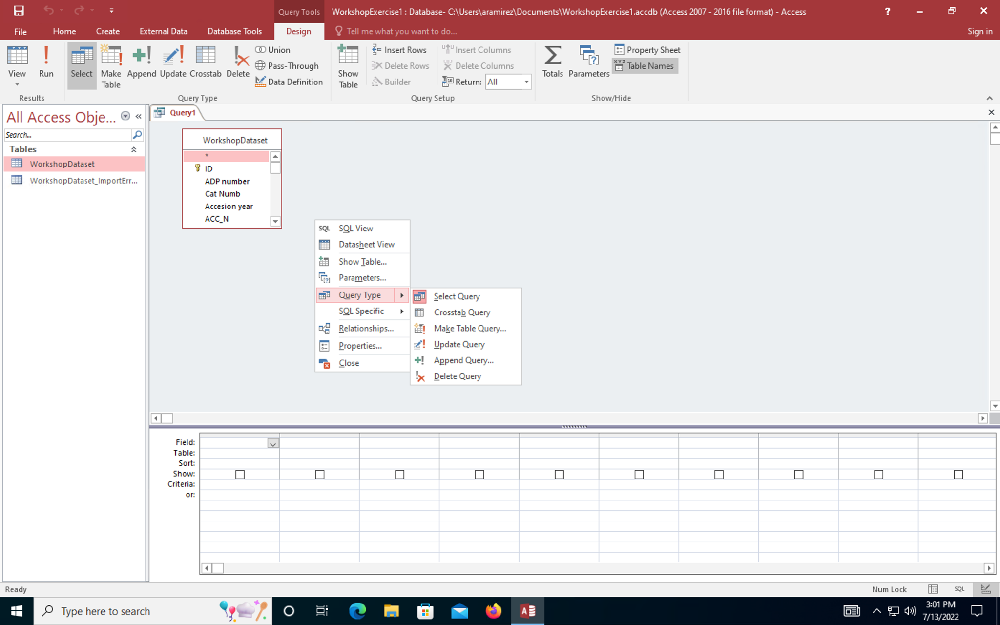 Query Tools
WorkshopExercise1 : Database- C:\Users\aramirez\Documents\WorkshopExercise1.accdb (Access 2007 - 2016 file format) - Access
?
File Home Create External Data Database Tools Design Tell me what you want to do... Sign in
View
Run
Select
Make Table
Append
Update
Crosstab
Delete
Union
Pass-Through
Data Definition
Show Table
Insert Rows
Delete Rows
Builder
Insert Columns
Delete Columns
Return: All
Totals
Parameters
Property Sheet
XYZ Table Names
Results
Query Type
Query Setup
Show/Hide
All Access Obje...
Search...
Tables
WorkshopDataset
WorkshopDataset_ImportErr...
Query1
WorkshopDataset
*
ID
ADP number
Cat Numb
Accesion year
ACC_N
SQL SQL View
Datasheet View
Show Table...
Parameters...
Query Type
SQL Specific
Relationships...
Properties...
Close
Select Query
Crosstab Query
Make Table Query...
Update Query
Append Query...
Delete Query
Field:
Table:
Sort:
Show:
Criteria:
or:
Ready
Num Lock
SQL
Type here to search
3:01 PM
7/13/2022